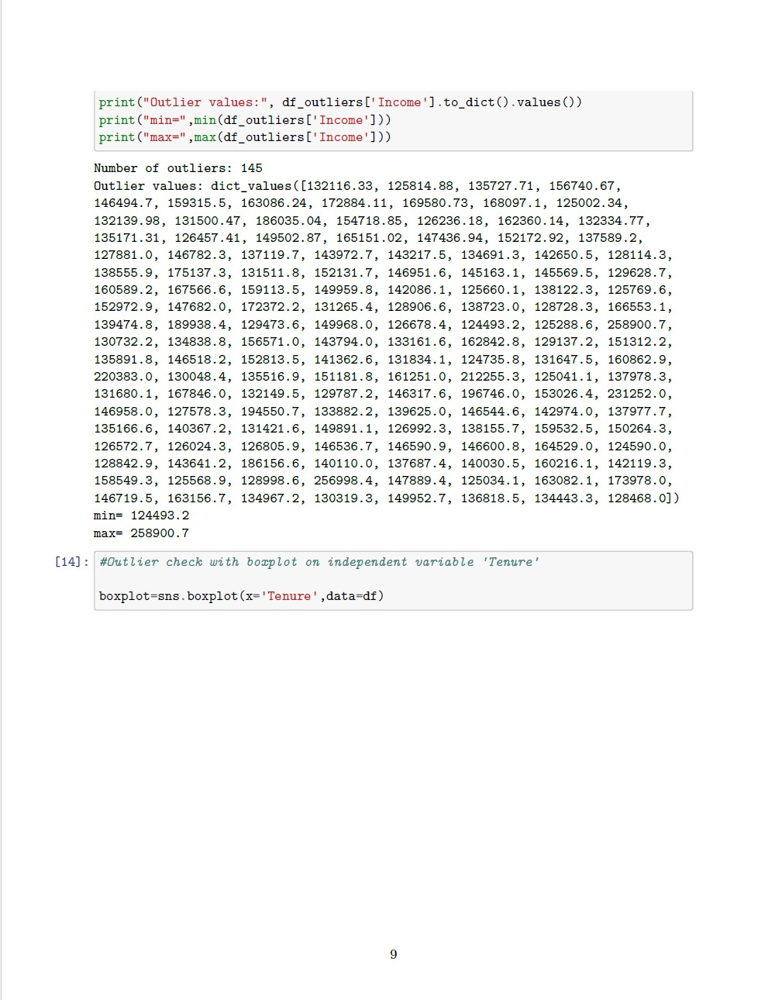 print("Outlier values:", df_outliers['Income'].to_dict().values())
print("min=",min(df_outliers['Income']))
print("max=",max(df_outliers['Income']))
Number of outliers: 145
Outlier values: dict_values([132116.33, 125814.88, 135727.71, 156740.67,
146494.7, 159315.5, 163086.24, 172884.11, 169580.73, 168097.1, 125002.34,
132139.98, 131500.47, 186035.04, 154718.85, 126236.18, 162360.14, 132334.77,
135171.31, 126457.41, 149502.87, 165151.02, 147436.94, 152172.92, 137589.2,
127881.0, 146782.3, 137119.7, 143972.7, 143217.5, 134691.3, 142650.5, 128114.3,
138555.9, 175137.3, 131511.8, 152131.7, 146951.6, 145163.1, 145569.5, 129628.7,
160589.2, 167566.6, 159113.5, 149959.8, 142086.1, 125660.1, 138122.3, 125769.6,
152972.9, 147682.0, 172372.2, 131265.4, 128906.6, 138723.0, 128728.3, 166553.1,
139474.8, 189938.4, 129473.6, 149968.0, 126678.4, 124493.2, 125288.6, 258900.7,
130732.2, 134838.8, 156571.0, 143794.0, 133161.6, 162842.8, 129137.2, 151312.2,
135891.8, 146518.2, 152813.5, 141362.6, 131834.1, 124735.8, 131647.5, 160862.9,
220383.0, 130048.4, 135516.9, 151181.8, 161251.0, 212255.3, 125041.1, 137978.3,
131680.1, 167846.0, 132149.5, 129787.2, 146317.6, 196746.0, 153026.4, 231252.0,
146958.0, 127578.3, 194550.7, 133882.2, 139625.0, 146544.6, 142974.0, 137977.7,
135166.6, 140367.2, 131421.6, 149891.1, 126992.3, 138155.7, 159532.5, 150264.3,
126572.7, 126024.3, 126805.9, 146536.7, 146590.9, 146600.8, 164529.0, 124590.0,
128842.9, 143641.2, 186156.6, 140110.0, 137687.4, 140030.5, 160216.1, 142119.3,
158549.3, 125568.9, 128998.6, 256998.4, 147889.4, 125034.1, 163082.1, 173978.0,
146719.5, 163156.7, 134967.2, 130319.3, 149952.7, 136818.5, 134443.3, 128468.0])
min= 124493.2
max= 258900.7
[14]: #Outlier check with boxplot on independent variable 'Tenure'
boxplot=sns.boxplot(x='Tenure',data=df)
9